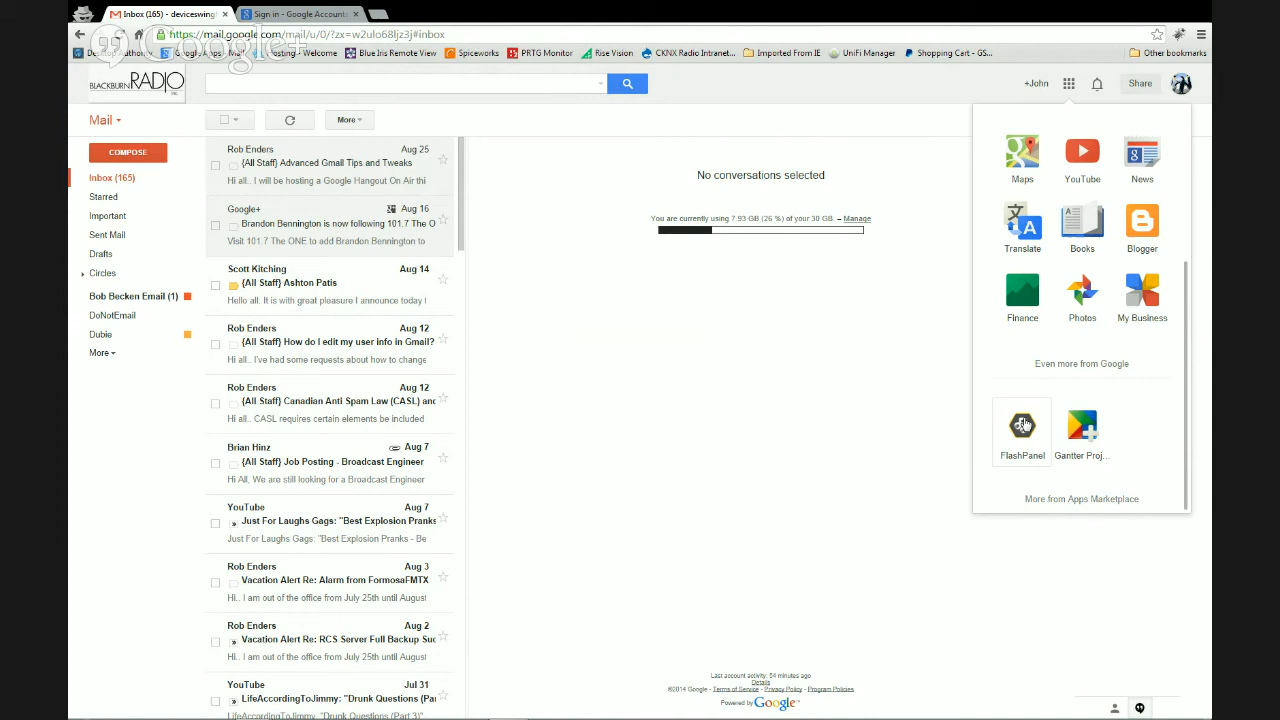 Inbox (165) - deviceswingl
Sign in - Google Accounts
Google+
https://mail.google.com/mail/u/0/?zx=w2ulo68ljz3j#inbox
Google Apps
Mail
Hosting - Welcome
Blue Iris Remote View
Spiceworks
PRTG Monitor
Rise Vision
CKNX Radio Intranet...
Imported From IE
UniFi Manager
Shopping Cart - GS...
Other bookmarks
BLACKBURN RADIO INC
+John
Share
Mail
More
COMPOSE
Inbox (165)
Starred
Important
Sent Mail
Drafts
Circles
Bob Becken Email (1)
DoNotEmail
Dubie
More
Rob Enders Aug 25
{All Staff} Advanced Gmail Tips and Tweaks
Hi all.. I will be hosting a Google Hangout On Air thi
Google+ Aug 16
Brandon Bennington is now following 101.7 The O
Visit 101.7 The ONE to add Brandon Bennington to
Scott Kitching Aug 14
{All Staff} Ashton Patis
Hello all: It is with great pleasure I announce today t
Rob Enders Aug 12
{All Staff} How do I edit my user info in Gmail?
Hi all.. I've had some requests about how to change
Rob Enders Aug 12
{All Staff} Canadian Anti Spam Law (CASL) and
Hi all.. CASL requires certain elements be included
Brian Hinz Aug 7
{All Staff} Job Posting - Broadcast Engineer
Hi All, We are still looking for a Broadcast Engineer
YouTube Aug 7
Just For Laughs Gags: "Best Explosion Pranks
Just For Laughs Gags: "Best Explosion Pranks - Be
Rob Enders Aug 3
Vacation Alert Re: Alarm from FormosaFMTX
Hi.. I am out of the office from July 25th until August
Rob Enders Aug 2
Vacation Alert Re: RCS Server Full Backup Suc
Hi.. I am out of the office from July 25th until August
YouTube Jul 31
LifeAccordingToJimmy: "Drunk Questions (Part
LifeAccordingToJimmy: "Drunk Questions (Part 3)"
No conversations selected
You are currently using 7.93 GB (26 %) of your 30 GB. – Manage
Last account activity: 54 minutes ago
Details
©2014 Google - Terms of Service - Privacy Policy - Program Policies
Powered by Google
Maps
YouTube
News
Translate
Books
Blogger
Finance
Photos
My Business
Even more from Google
FlashPanel
Gantter Proj...
More from Apps Marketplace